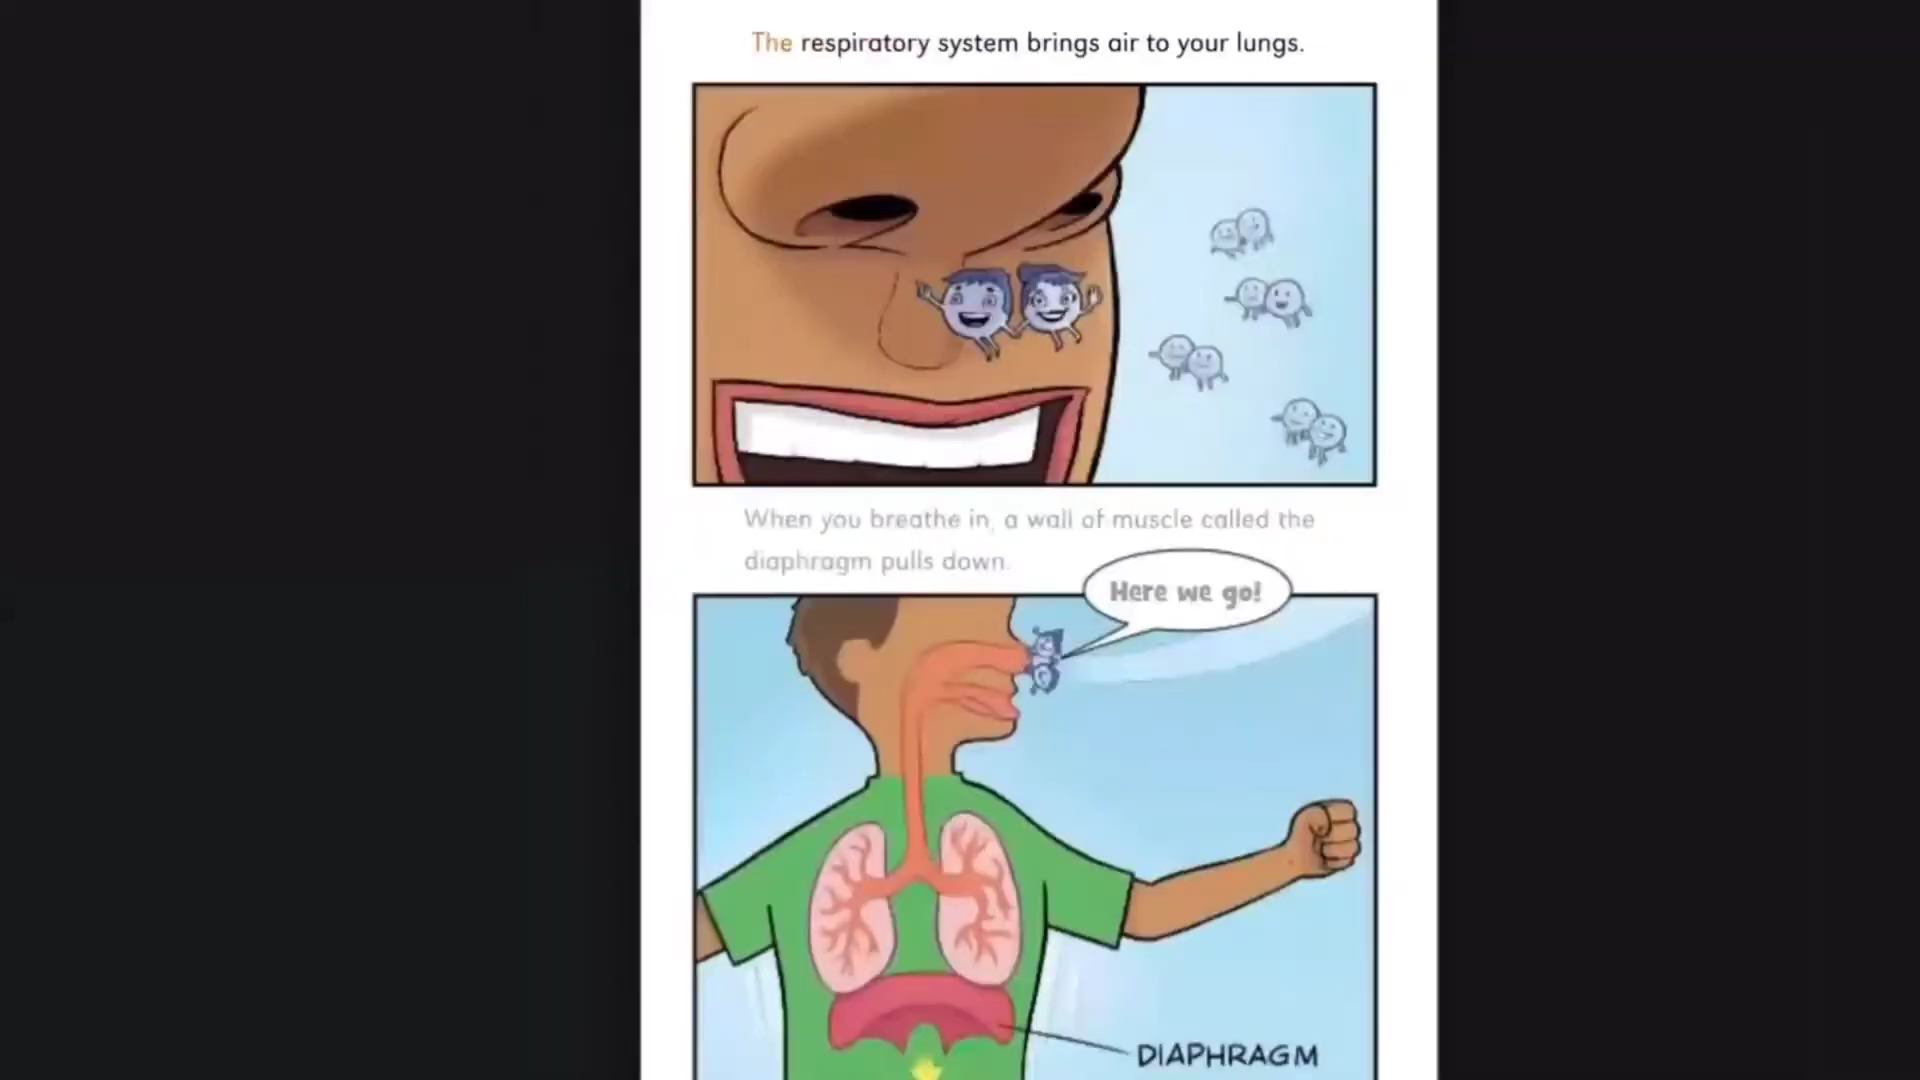 The respiratory system brings air to your lungs.
When you breathe in, a wall of muscle called the
diaphragm pulls down.
Here we go!
DIAPHRAGM